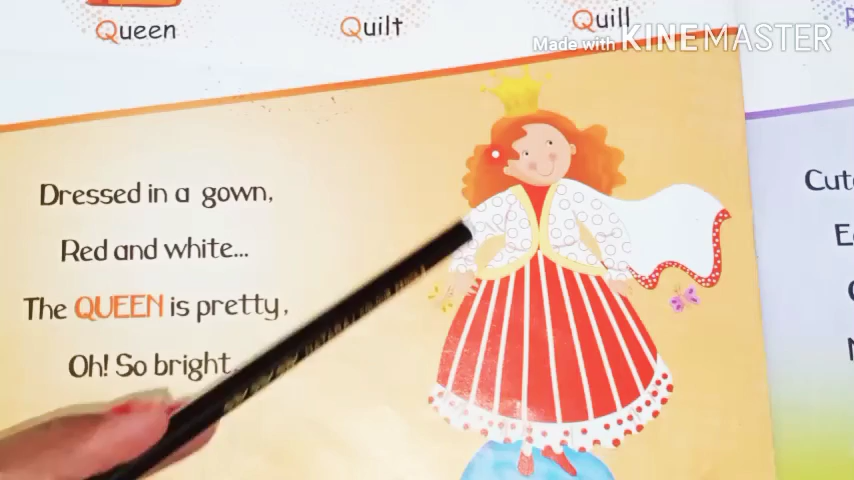 Queen
Quilt
Quill
Made with KINEMASTER
Dressed in a gown,
Red and white...
The QUEEN is pretty,
Oh! So bright